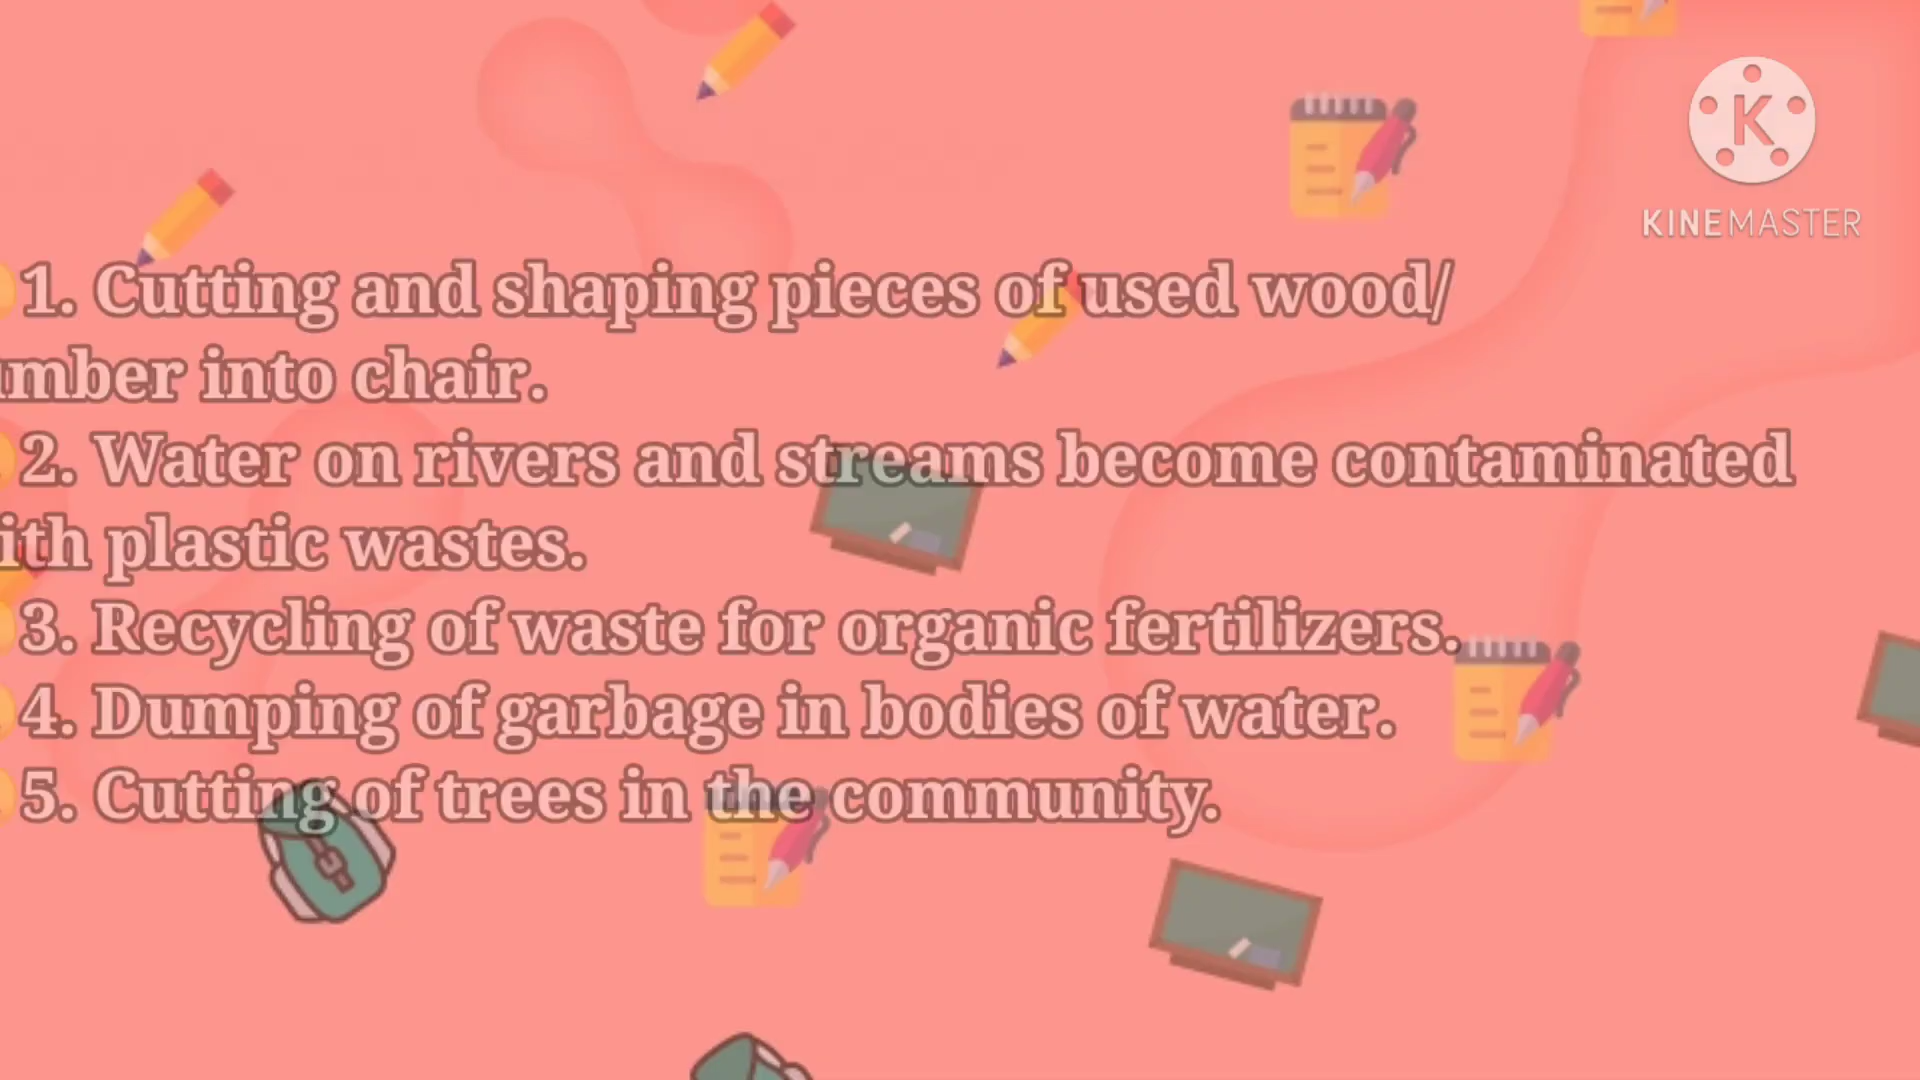 KINEMASTER
1. Cutting and shaping pieces of used wood/
umber into chair.
2. Water on rivers and streams become contaminated
ith plastic wastes.
3. Recycling of waste for organic fertilizers.
4. Dumping of garbage in bodies of water.
5. Cutting of trees in the community.